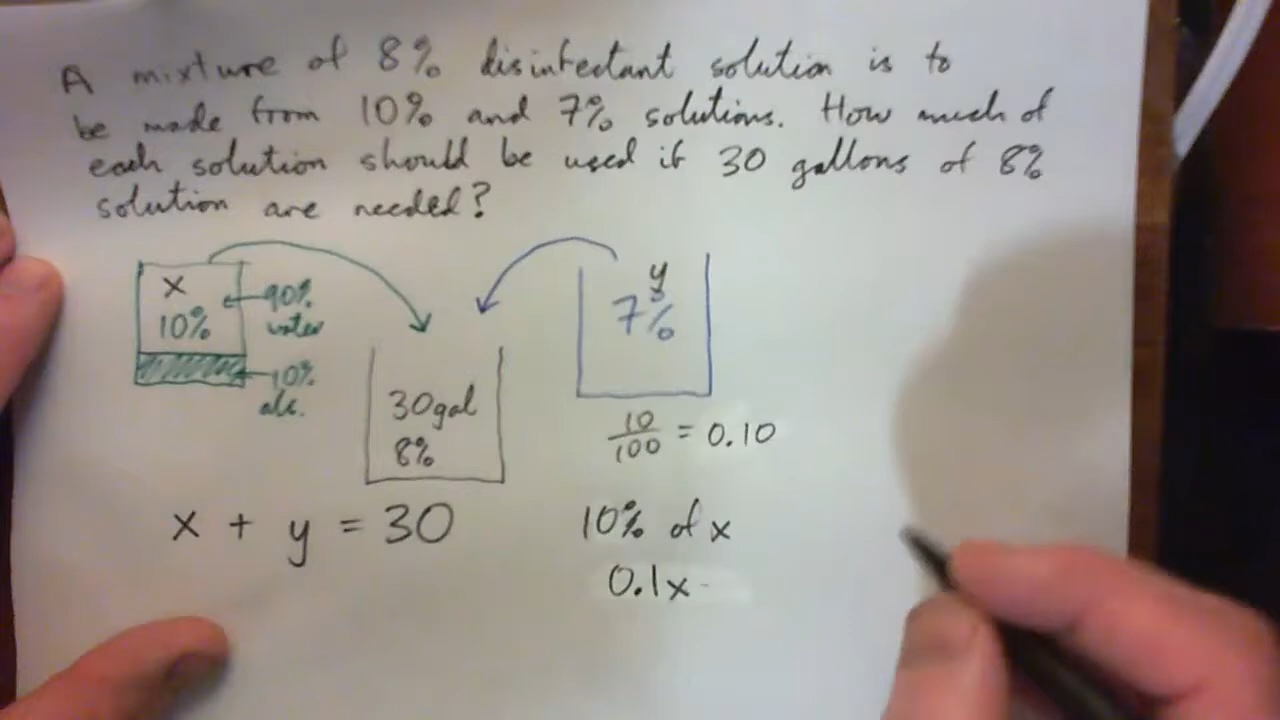 A mixture of 8% disinfectant solution is to
be made from 10% and 7% solutions. How much of
each solution should be used if 30 gallons of 8%
solution are needed?
x
10%
90%
water
10%
alc.
30gal
8%
y
7%
10/100 = 0.10
x + y = 30
10% of x
0.1x